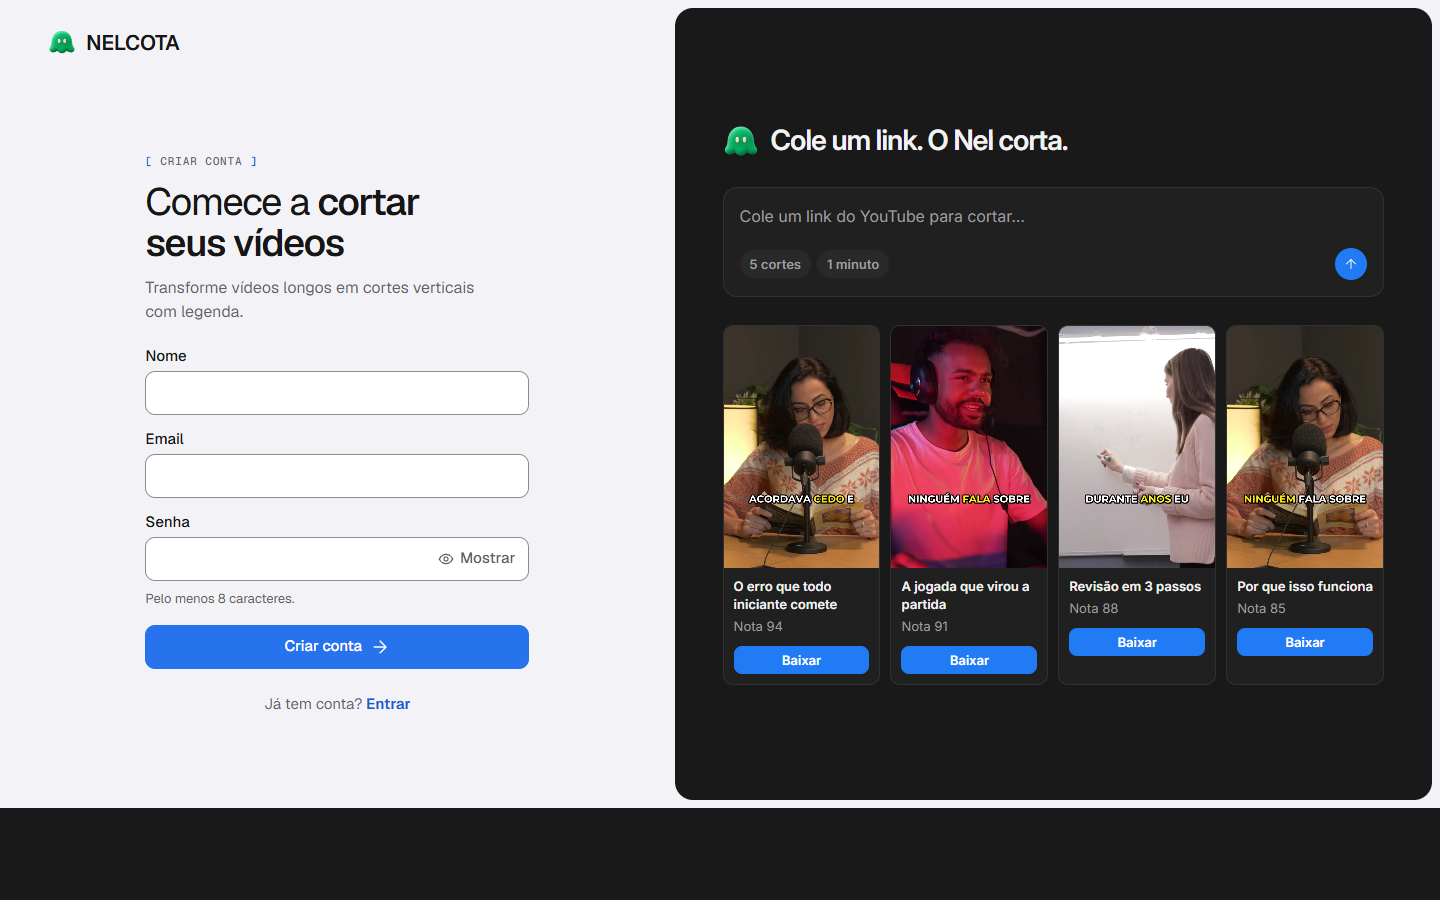 NELCOTA
[ CRIAR CONTA ]
Comece a cortar
seus vídeos
Transforme vídeos longos em cortes verticais
com legenda.
Nome
Email
Senha
Mostrar
Pelo menos 8 caracteres.
Criar conta →
Já tem conta? Entrar
Cole um link. O Nel corta.
Cole um link do YouTube para cortar...
5 cortes
1 minuto
ACORDAVA CEDO E
O erro que todo
iniciante comete
Nota 94
Baixar
NINGUÉM FALA SOBRE
A jogada que virou a
partida
Nota 91
Baixar
DURANTE ANOS EU
Revisão em 3 passos
Nota 88
Baixar
NINGUÉM FALA SOBRE
Por que isso funciona
Nota 85
Baixar